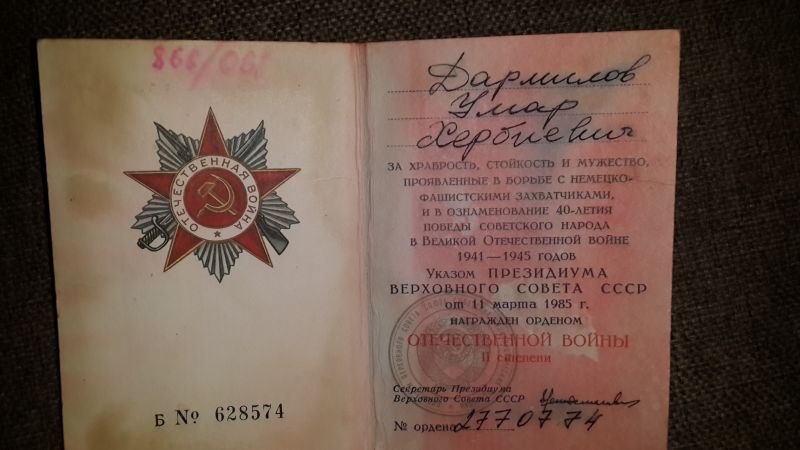 ОТЕЧЕСТВЕННАЯ ВОЙНА
Б № 628574
Дармилов
Умар
Хербиевич
ЗА ХРАБРОСТЬ, СТОЙКОСТЬ И МУЖЕСТВО,
ПРОЯВЛЕННЫЕ В БОРЬБЕ С НЕМЕЦКО-
ФАШИСТСКИМИ ЗАХВАТЧИКАМИ,
И В ОЗНАМЕНОВАНИЕ 40-ЛЕТИЯ
ПОБЕДЫ СОВЕТСКОГО НАРОДА
В ВЕЛИКОЙ ОТЕЧЕСТВЕННОЙ ВОЙНЕ
1941—1945 ГОДОВ
УКАЗОМ ПРЕЗИДИУМА
ВЕРХОВНОГО СОВЕТА СССР
ОТ 11 МАРТА 1985 Г.
НАГРАЖДЕН ОРДЕНОМ
ОТЕЧЕСТВЕННОЙ ВОЙНЫ
II СТЕПЕНИ
Секретарь Президиума
Верховного Совета СССР
№ ордена 2770774